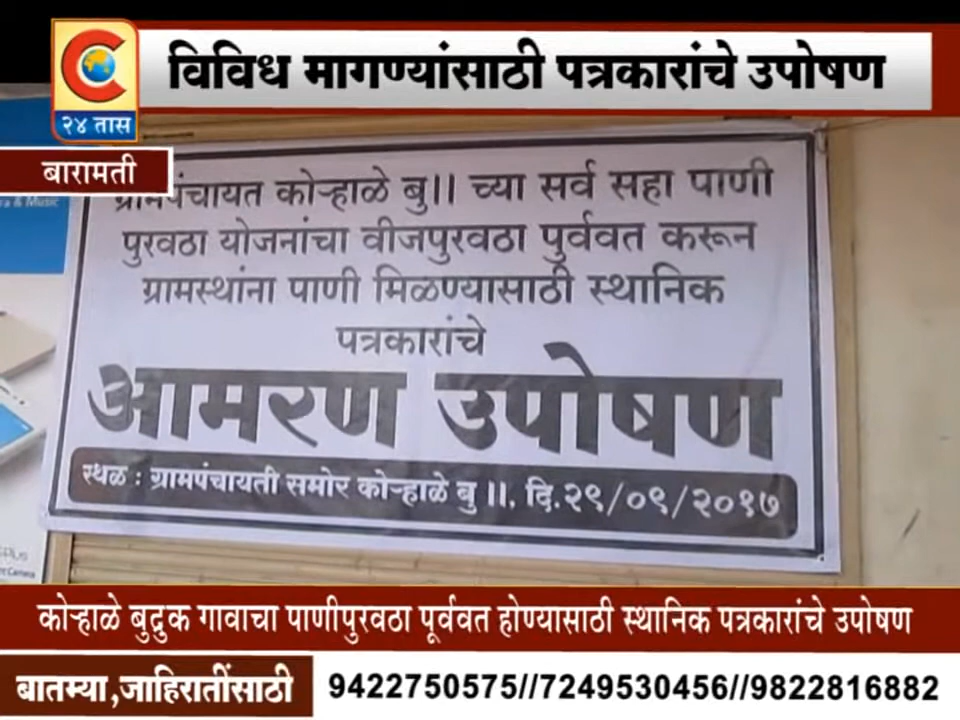 विविध मागण्यांसाठी पत्रकारांचे उपोषण
C
२४ तास
बारामती
ग्रामपंचायत कोऱ्हाळे बु॥ च्या सर्व सहा पाणी
पुरवठा योजनांचा वीजपुरवठा पुर्ववत करून
ग्रामस्थांना पाणी मिळण्यासाठी स्थानिक
पत्रकारांचे
आमरण उपोषण
स्थळ : ग्रामपंचायती समोर कोऱ्हाळे बु ॥, दि.२९/०९/२०१७
a & Music
कोऱ्हाळे बुद्रुक गावाचा पाणीपुरवठा पूर्ववत होण्यासाठी स्थानिक पत्रकारांचे उपोषण
बातम्या,जाहिरातींसाठी
9422750575//7249530456//9822816882